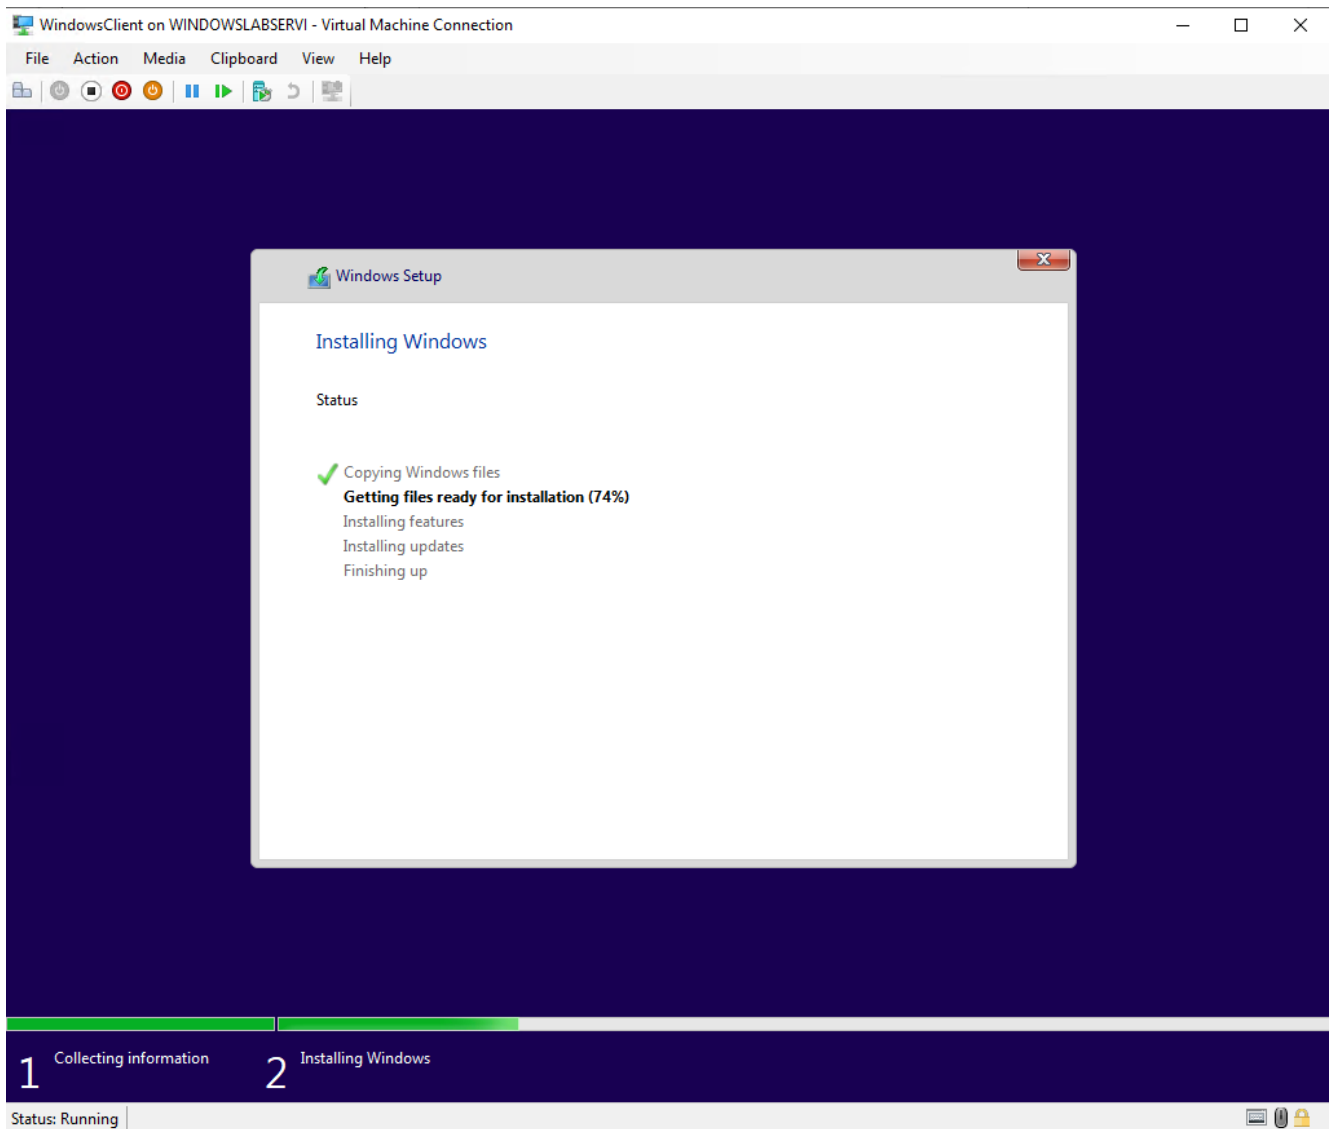 WindowsClient on WINDOWSLABSERVI - Virtual Machine Connection
File Action Media Clipboard View Help
Windows Setup
Installing Windows
Status
Copying Windows files
Getting files ready for installation (74%)
Installing features
Installing updates
Finishing up
1 Collecting information 2 Installing Windows
Status: Running